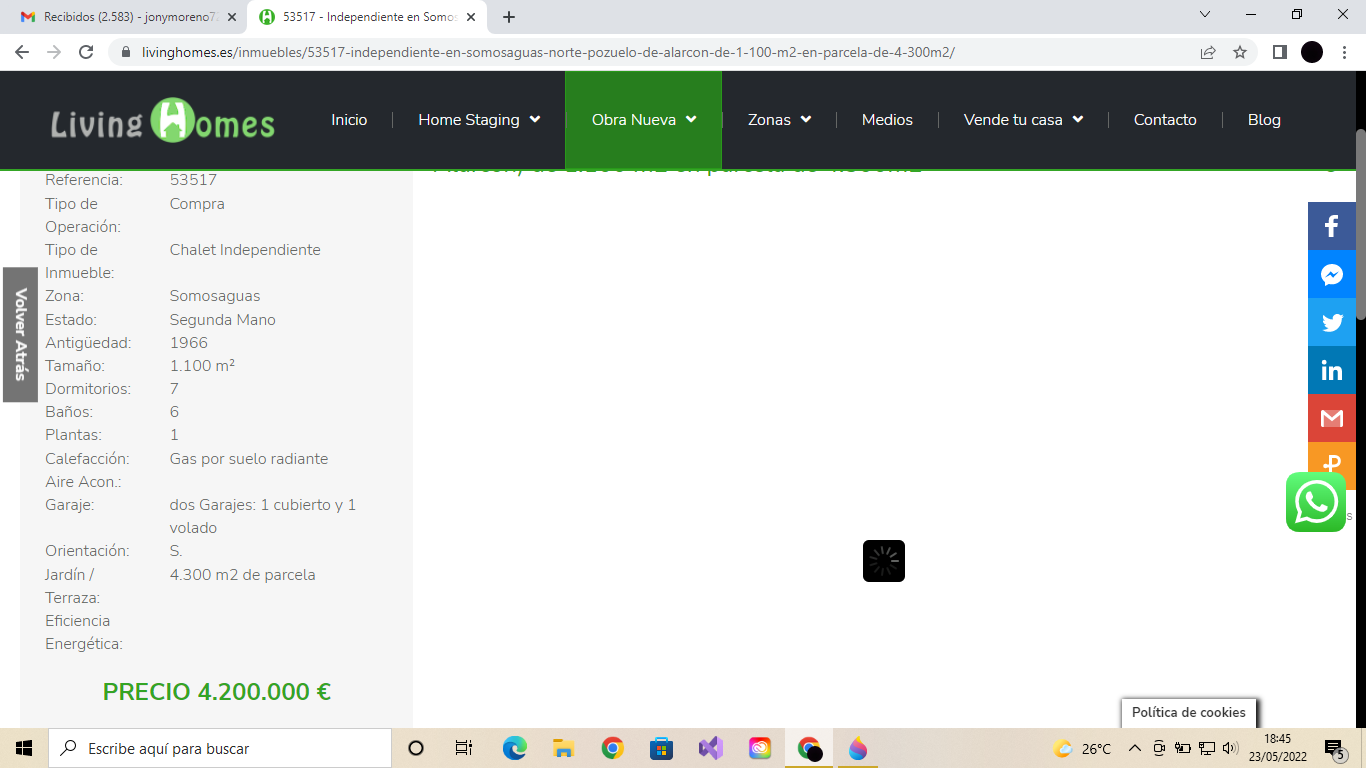 Recibidos (2.583) - jonymoreno7
53517 - Independiente en Somos
livinghomes.es/inmuebles/53517-independiente-en-somosaguas-norte-pozuelo-de-alarcon-de-1-100-m2-en-parcela-de-4-300m2/
Living Homes
Inicio
Home Staging
Obra Nueva
Zonas
Medios
Vende tu casa
Contacto
Blog
Referencia: 53517
Tipo de Compra
Operación:
Tipo de Chalet Independiente
Inmueble:
Zona: Somosaguas
Estado: Segunda Mano
Antigüedad: 1966
Tamaño: 1.100 m²
Dormitorios: 7
Baños: 6
Plantas: 1
Calefacción: Gas por suelo radiante
Aire Acon.:
Garaje: dos Garajes: 1 cubierto y 1
volado
Orientación: S.
Jardín / 4.300 m2 de parcela
Terraza:
Eficiencia
Energética:
PRECIO 4.200.000 €
Volver Atrás
Política de cookies
Escribe aquí para buscar
26°C
18:45
23/05/2022
5